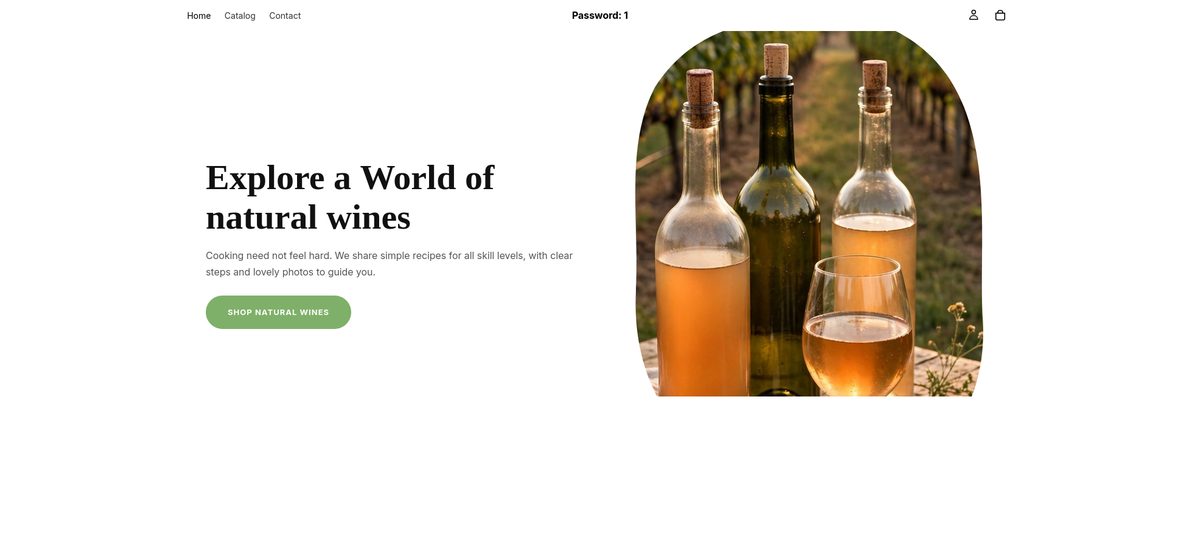 Home Catalog Contact Password: 1
Explore a World of
natural wines
Cooking need not feel hard. We share simple recipes for all skill levels, with clear
steps and lovely photos to guide you.
SHOP NATURAL WINES